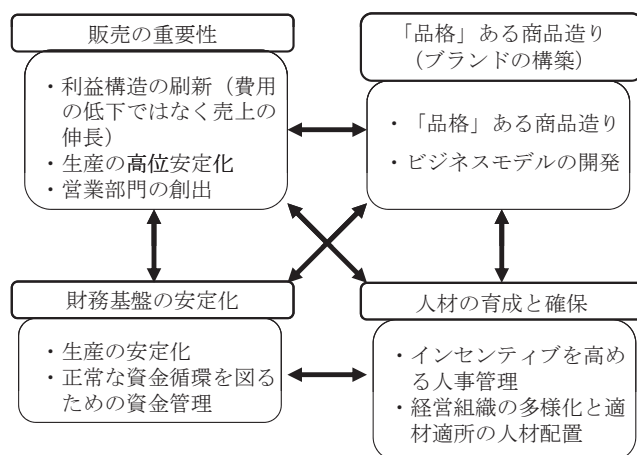 販売の重要性
・利益構造の刷新（費用
の低下ではなく売上の
伸長）
・生産の高位安定化
・営業部門の創出
「品格」ある商品造り
（ブランドの構築）
・「品格」ある商品造り
・ビジネスモデルの開発
財務基盤の安定化
・生産の安定化
・正常な資金循環を図る
ための資金管理
人材の育成と確保
・インセンティブを高め
る人事管理
・経営組織の多様化と適
材適所の人材配置